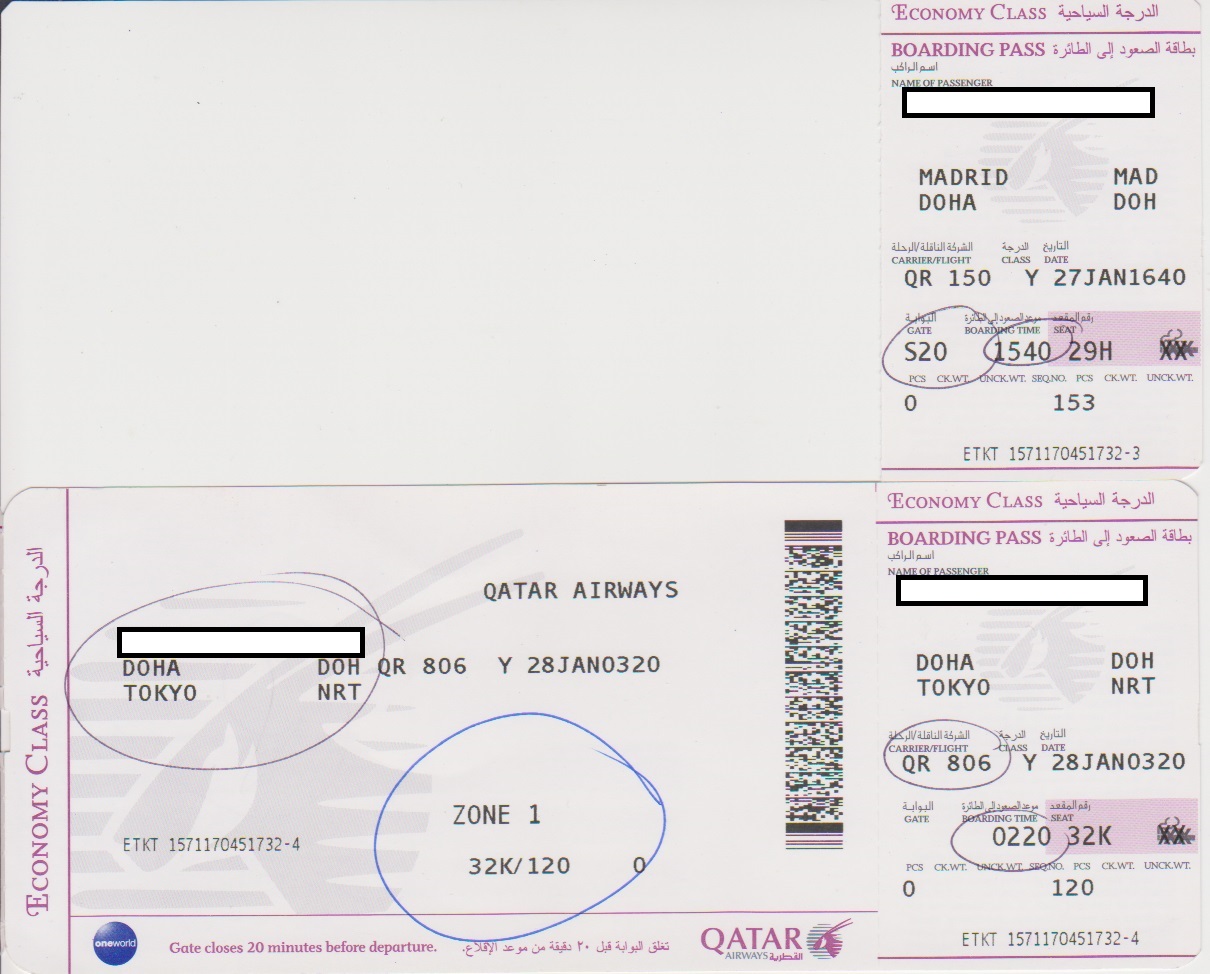 ECONOMY CLASS الدرجة السياحية
BOARDING PASS بطاقة الصعود إلى الطائرة
اسم الراكب
NAME OF PASSENGER
MADRID MAD
DOHA DOH
الشركة الناقلة/الرحلة الدرجة التاريخ
CARRIER/FLIGHT CLASS DATE
QR 150 Y 27JAN1640
البوابة موعد الصعود إلى الطائرة رقم المقعد
GATE BOARDING TIME SEAT
S20 1540 29H XX
PCS CK.WT. UNCK.WT. SEQ.NO. PCS CK.WT. UNCK.WT.
0 153
ETKT 1571170451732-3
ECONOMY CLASS الدرجة السياحية
QATAR AIRWAYS
DOHA DOH QR 806 Y 28JAN0320
TOKYO NRT
ZONE 1
ETKT 1571170451732-4
32K/120 0
oneworld
Gate closes 20 minutes before departure. تغلق البوابة قبل ٢٠ دقيقة من موعد الإقلاع.
QATAR
AIRWAYS القطرية
ECONOMY CLASS الدرجة السياحية
BOARDING PASS بطاقة الصعود إلى الطائرة
اسم الراكب
NAME OF PASSENGER
DOHA DOH
TOKYO NRT
الشركة الناقلة/الرحلة الدرجة التاريخ
CARRIER/FLIGHT CLASS DATE
QR 806 Y 28JAN0320
البوابة موعد الصعود إلى الطائرة رقم المقعد
GATE BOARDING TIME SEAT
0220 32K XX
PCS CK.WT. UNCK.WT. SEQ.NO. PCS CK.WT. UNCK.WT.
0 120
ETKT 1571170451732-4